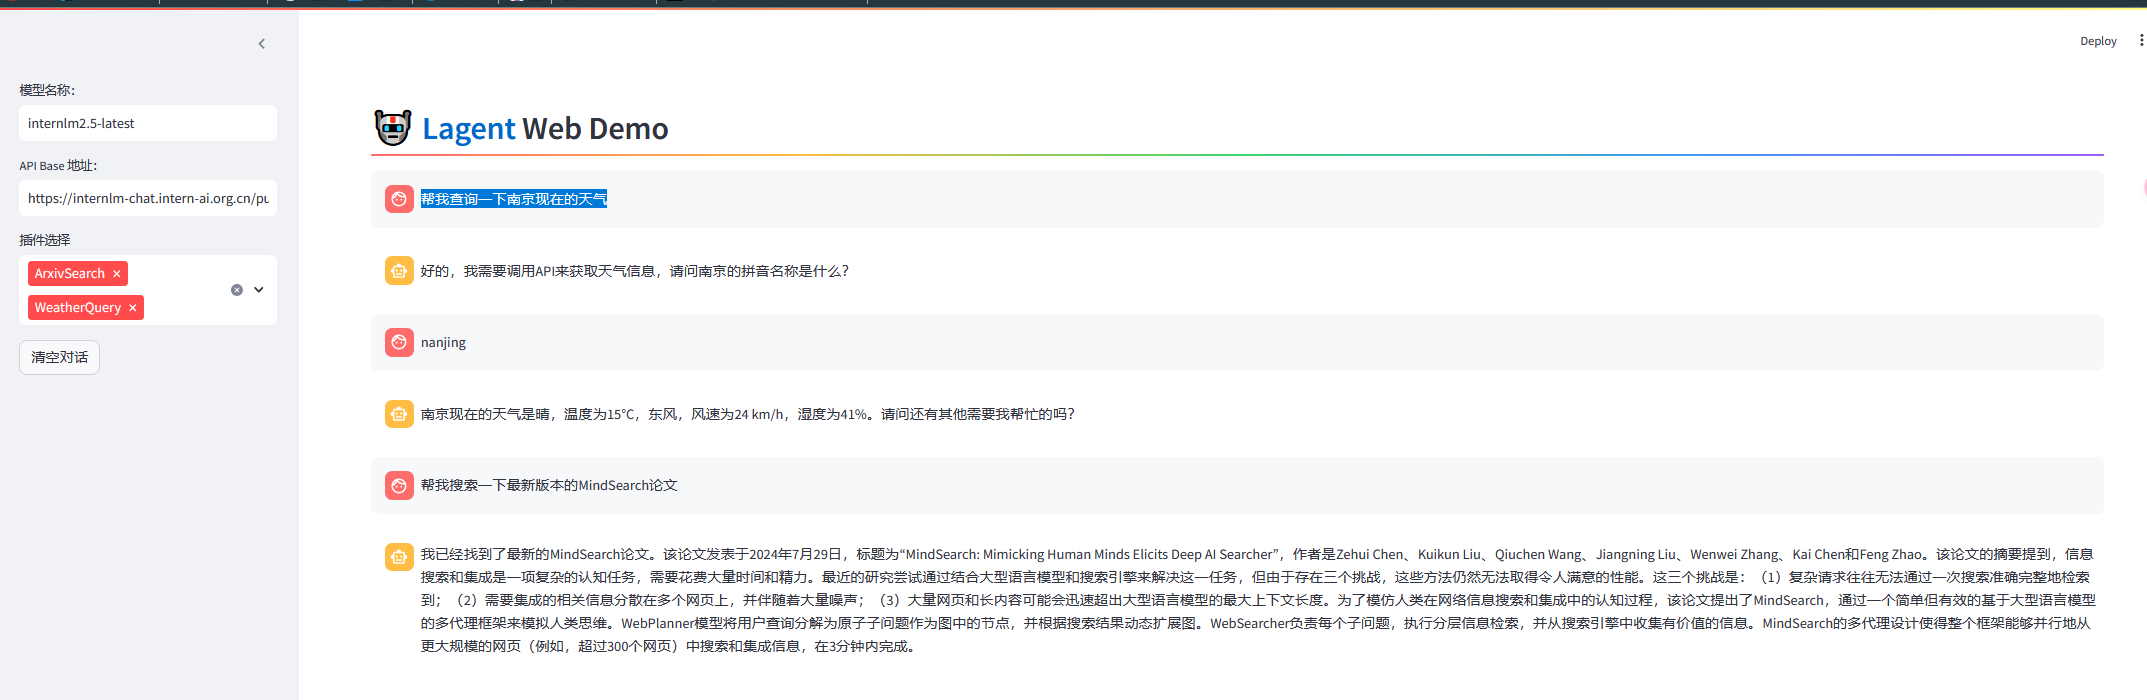 Deploy
模型名称：
internlm2.5-latest
API Base 地址：
https://internlm-chat.intern-ai.org.cn/pu
插件选择
ArxivSearch ×
WeatherQuery ×
清空对话
Lagent Web Demo
帮我查询一下南京现在的天气
好的，我需要调用API来获取天气信息，请问南京的拼音名称是什么？
nanjing
南京现在的天气是晴，温度为15°C，东风，风速为24 km/h，湿度为41%。请问还有其他需要我帮忙的吗？
帮我搜索一下最新版本的MindSearch论文
我已经找到了最新的MindSearch论文。该论文发表于2024年7月29日，标题为“MindSearch: Mimicking Human Minds Elicits Deep AI Searcher”，作者是Zehui Chen、Kuikun Liu、Qiuchen Wang、Jiangning Liu、Wenwei Zhang、Kai Chen和Feng Zhao。该论文的摘要提到，信息
搜索和集成是一项复杂的认知任务，需要花费大量时间和精力。最近的研究尝试通过结合大型语言模型和搜索引擎来解决这一任务，但由于存在三个挑战，这些方法仍然无法取得令人满意的性能。这三个挑战是：（1）复杂请求往往无法通过一次搜索准确完整地检索
到；（2）需要集成的相关信息分散在多个网页上，并伴随着大量噪声；（3）大量网页和长内容可能会迅速超出大型语言模型的最大上下文长度。为了模仿人类在网络信息搜索和集成中的认知过程，该论文提出了MindSearch，通过一个简单但有效的基于大型语言模型
的多代理框架来模拟人类思维。WebPlanner模型将用户查询分解为原子子问题作为图中的节点，并根据搜索结果动态扩展图。WebSearcher负责每个子问题，执行分层信息检索，并从搜索引擎中收集有价值的信息。MindSearch的多代理设计使得整个框架能够并行地从
更大规模的网页（例如，超过300个网页）中搜索和集成信息，在3分钟内完成。